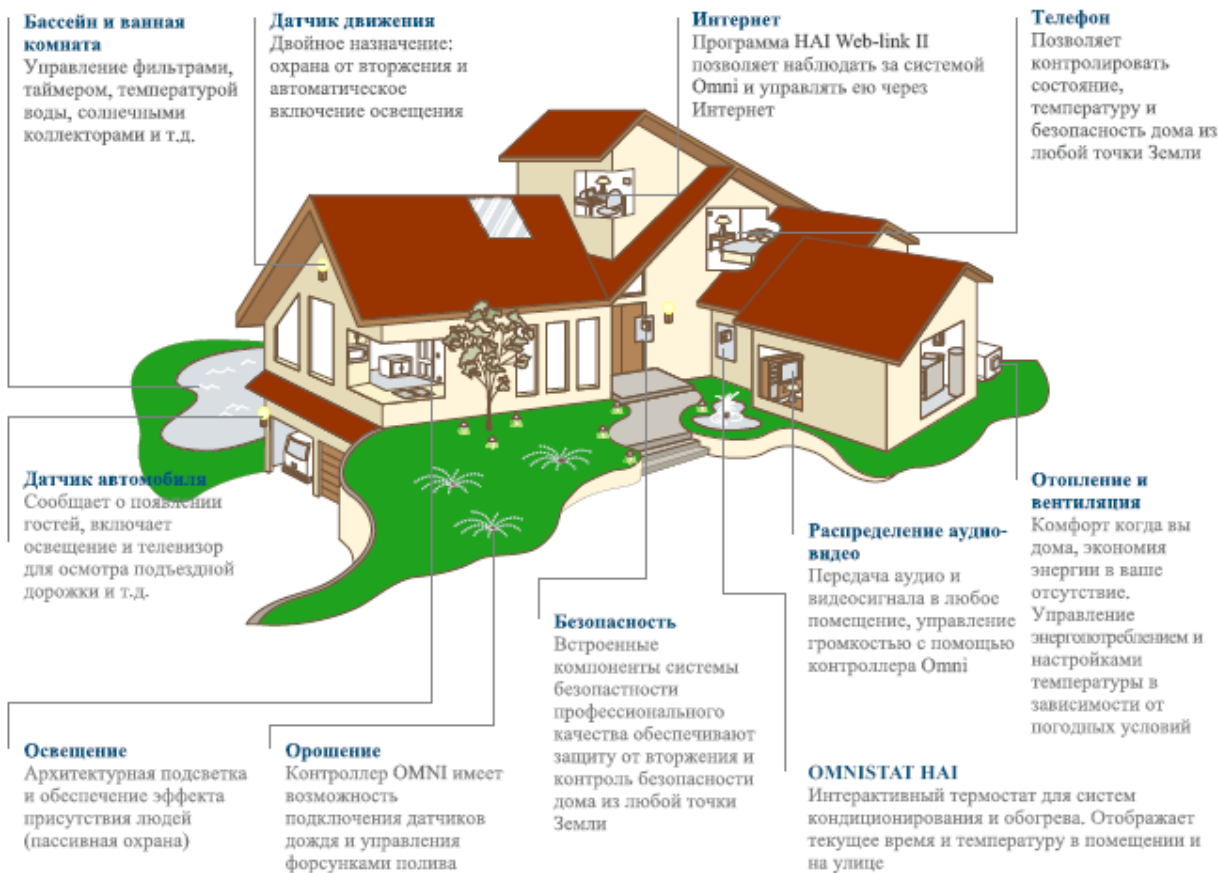 Бассейн и ванная
комната
Управление фильтрами,
таймером, температурой
воды, солнечными
коллекторами и т.д.
Датчик движения
Двойное назначение:
охрана от вторжения и
автоматическое
включение освещения
Интернет
Программа HAI Web-link II
позволяет наблюдать за системой
Omni и управлять ею через
Интернет
Телефон
Позволяет
контролировать
состояние,
температуру и
безопасность дома из
любой точки Земли
Датчик автомобиля
Сообщает о появлении
гостей, включает
освещение и телевизор
для осмотра подъездной
дорожки и т.д.
Освещение
Архитектурная подсветка
и обеспечение эффекта
присутствия людей
(пассивная охрана)
Орошение
Контроллер OMNI имеет
возможность
подключения датчиков
дождя и управления
форсунками полива
Безопасность
Встроенные
компоненты системы
безопастности
профессионального
качества обеспечивают
защиту от вторжения и
контроль безопасности
дома из любой точки
Земли
Распределение аудио-
видео
Передача аудио и
видеосигнала в любое
помещение, управление
громкостью с помощью
контроллера Omni
Отопление и
вентиляция
Комфорт когда вы
дома, экономия
энергии в ваше
отсутствие.
Управление
энергопотреблением и
настройками
температуры в
зависимости от
погодных условий
OMNISTAT HAI
Интерактивный термостат для систем
кондиционирования и обогрева. Отображает
текущее время и температуру в помещении и
на улице